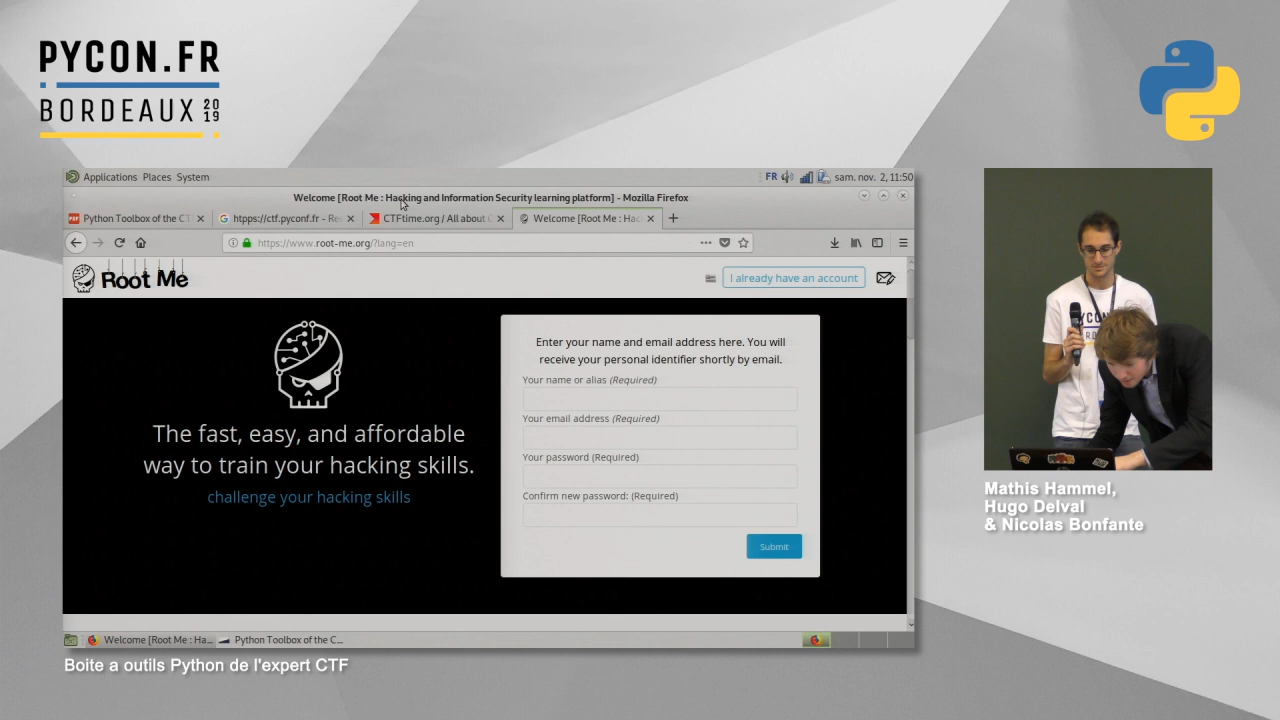 PYCON.FR
BORDEAUX 2019
Applications Places System
FR
sam. nov. 2, 11:50
Welcome [Root Me : Hacking and Information Security learning platform] - Mozilla Firefox
Python Toolbox of the CT
htpps://ctf.pyconf.fr - Re
CTFtime.org / All about C
Welcome [Root Me : Hac
https://www.root-me.org/?lang=en
Root Me
I already have an account
The fast, easy, and affordable
way to train your hacking skills.
challenge your hacking skills
Enter your name and email address here. You will
receive your personal identifier shortly by email.
Your name or alias (Required)
Your email address (Required)
Your password (Required)
Confirm new password: (Required)
Submit
Welcome [Root Me : Ha...
Python Toolbox of the C...
PYCON
Mathis Hammel,
Hugo Delval
& Nicolas Bonfante
Boite a outils Python de l'expert CTF